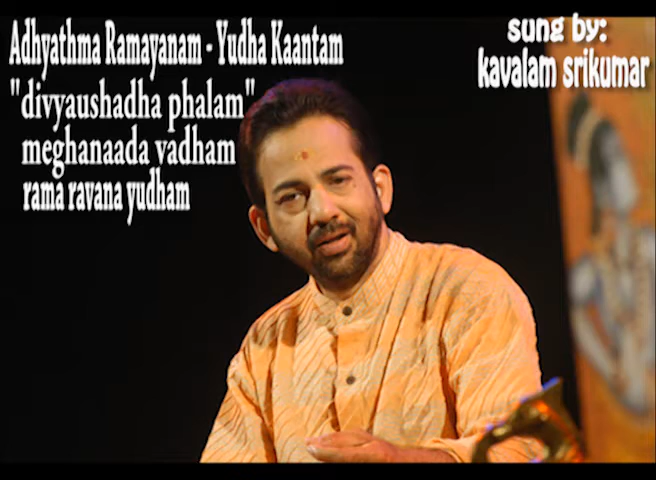 Adhyathma Ramayanam - Yudha Kaantam
"divyaushadha phalam"
meghanaada vadham
rama ravana yudham
sung by:
kavalam srikumar